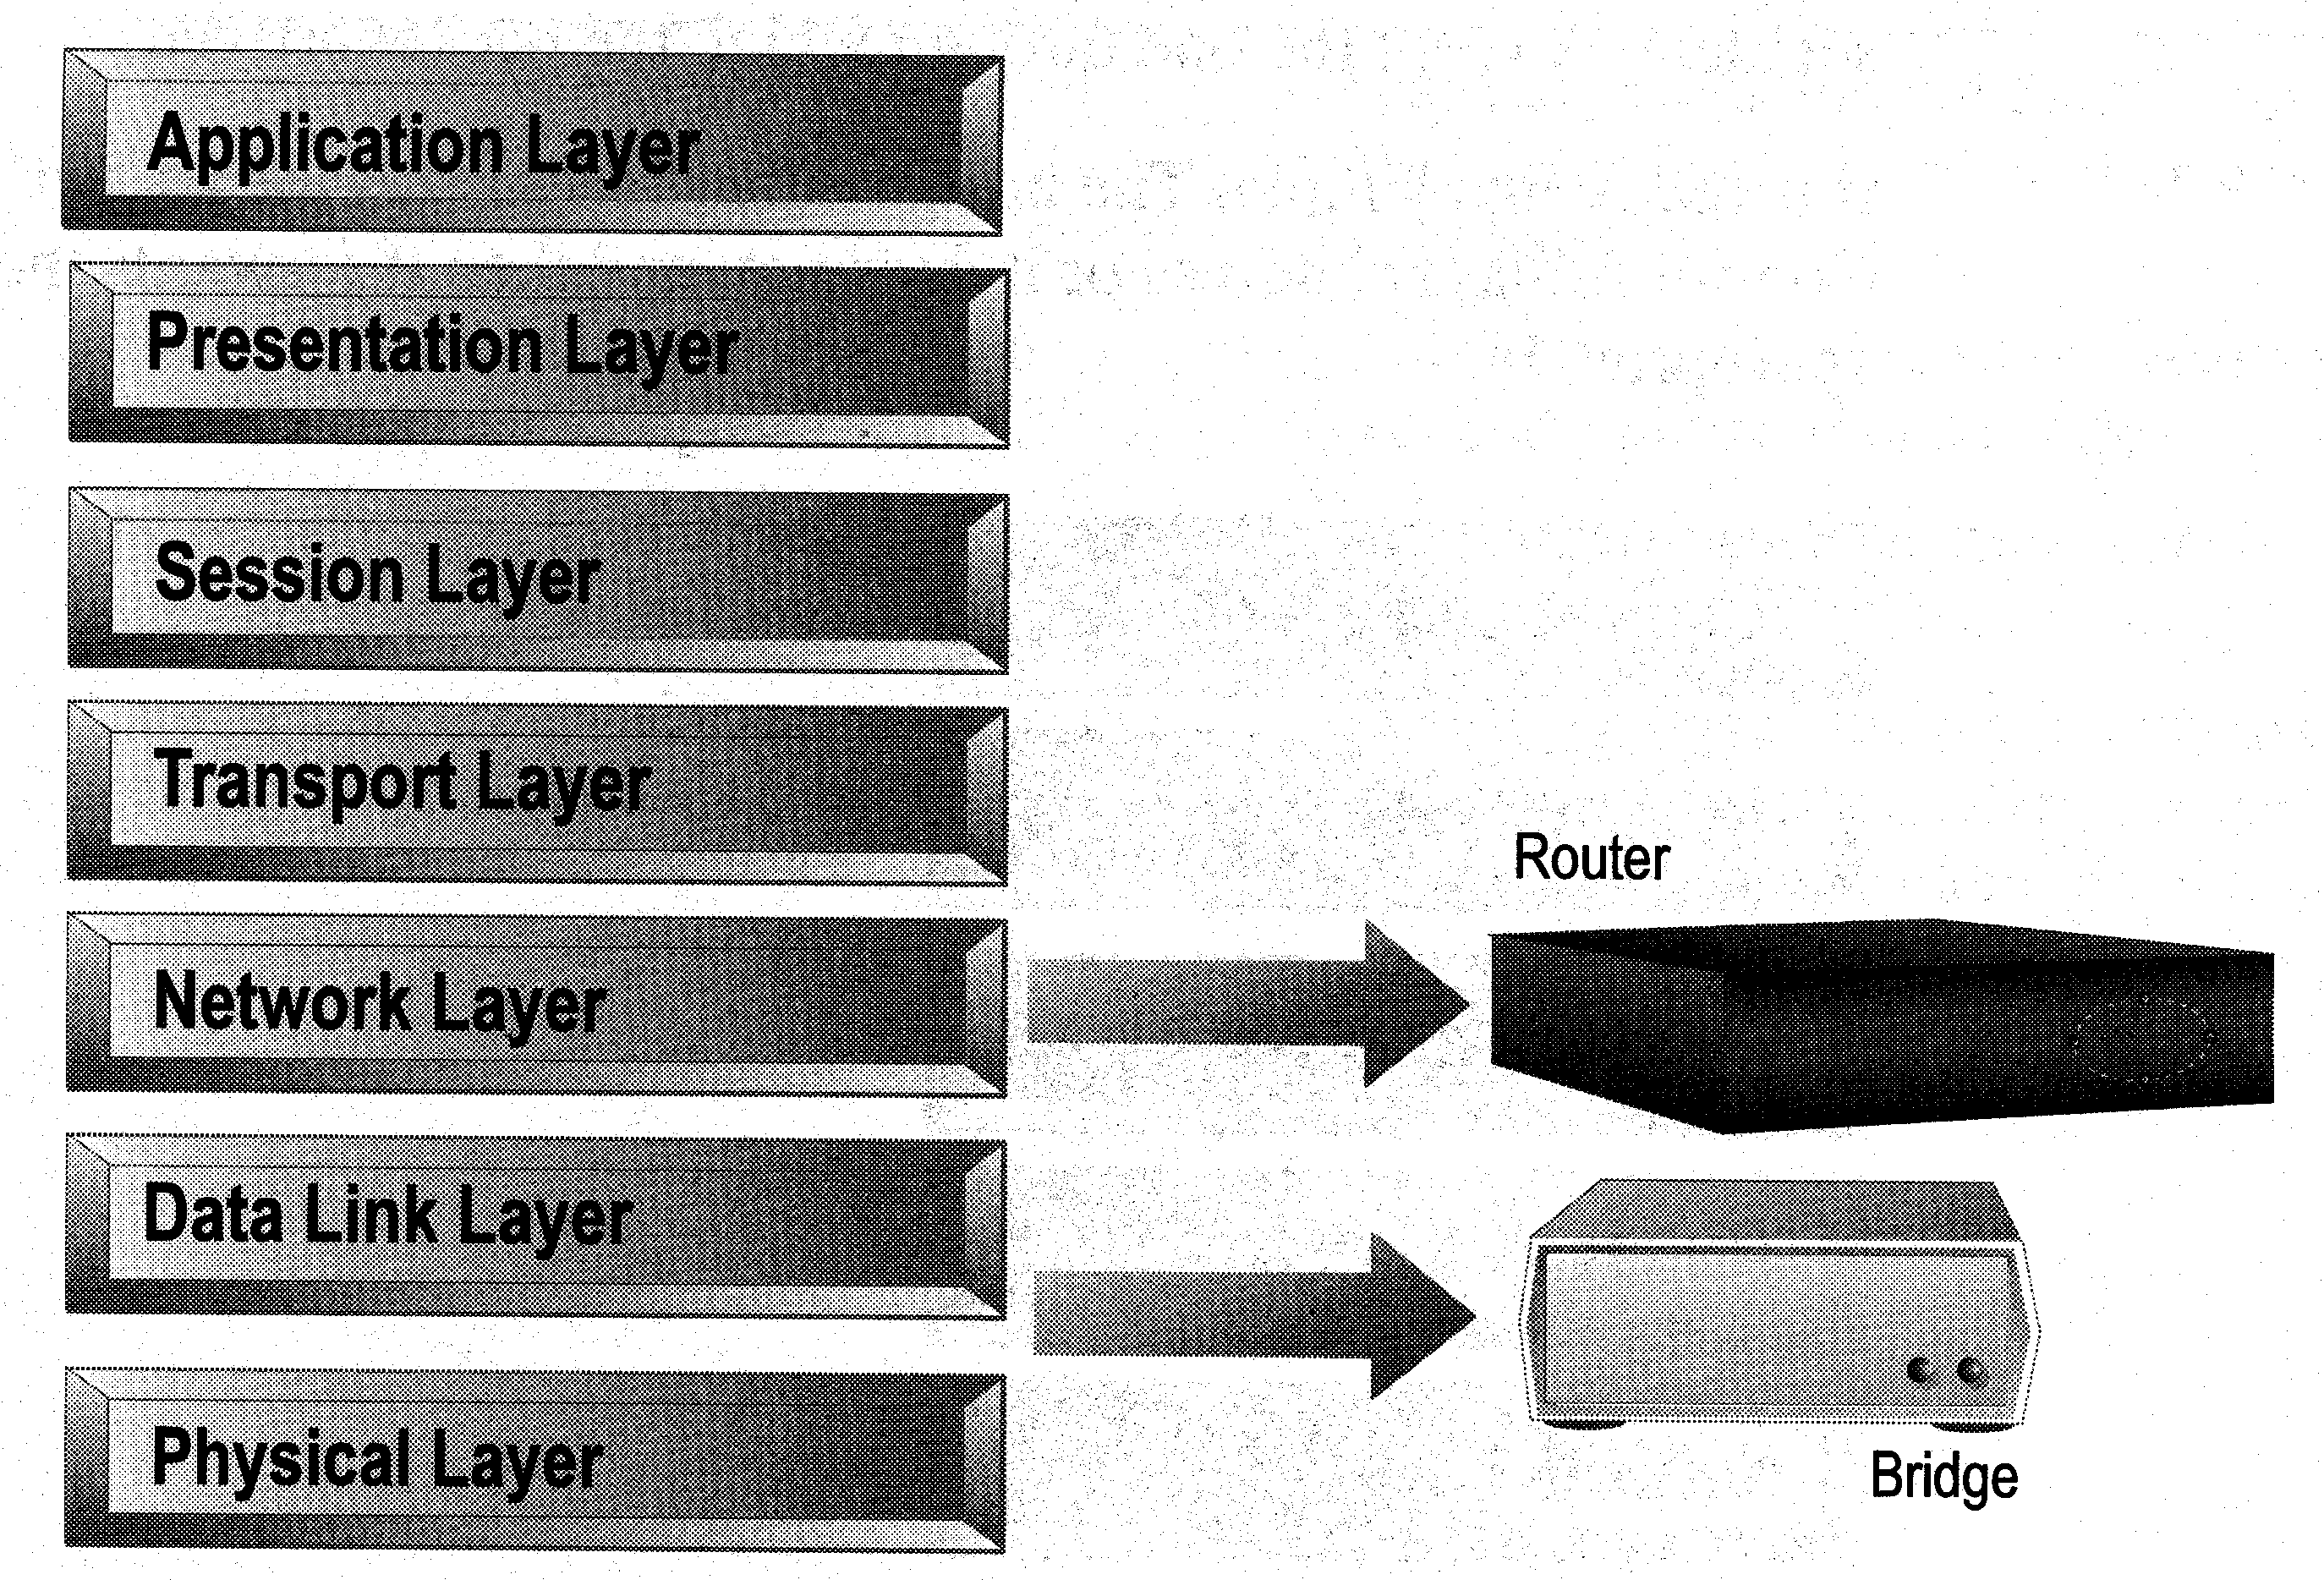 Application Layer
Presentation Layer
Session Layer
Transport Layer
Router
Network Layer
Data Link Layer
Physical Layer
Bridge